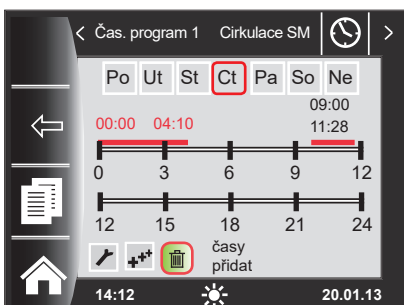 < Čas. program 1 Cirkulace SM >
Po Ut St Ct Pa So Ne
09:00
00:00 04:10 11:28
0 3 6 9 12
12 15 18 21 24
časy
přidat
14:12 20.01.13